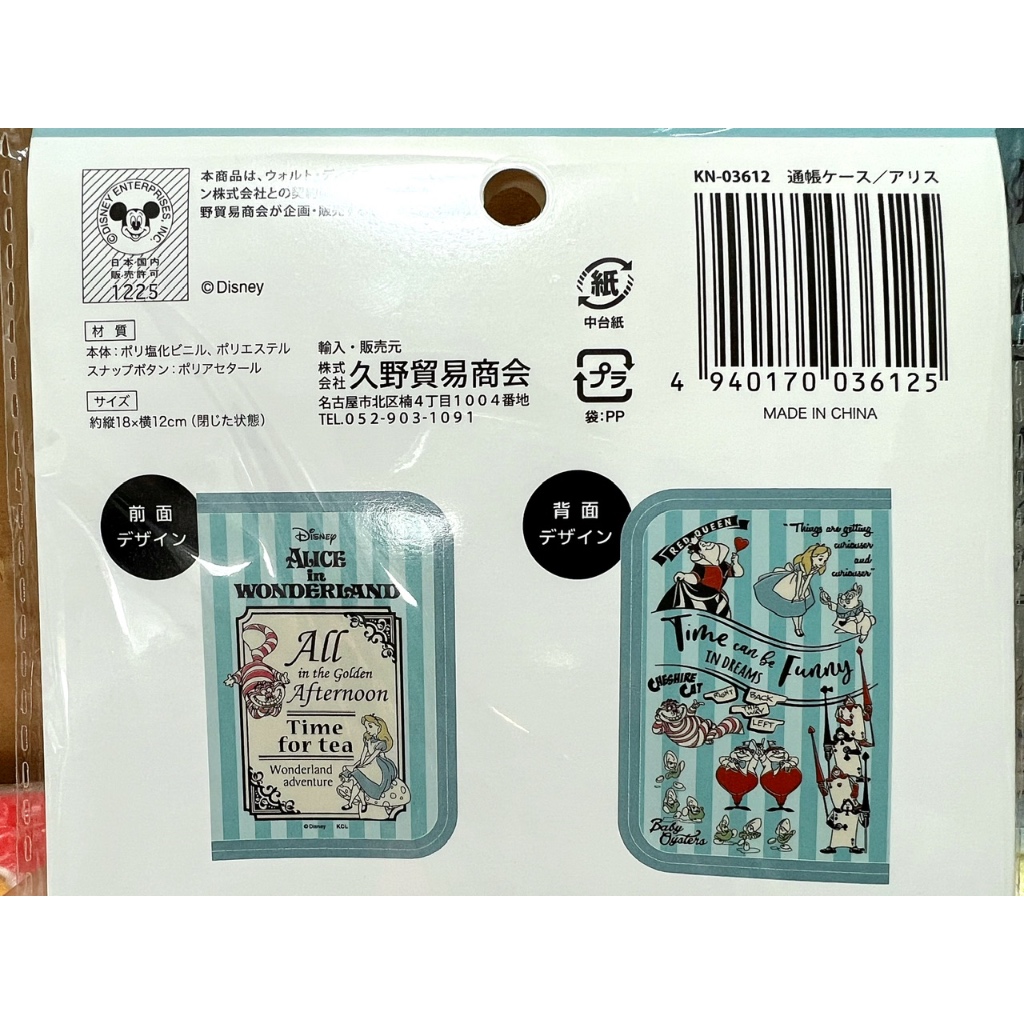 ©DISNEY ENTERPRISES, INC.
日本国内
販売許可
1225
本商品は、ウォルト・デ
ン株式会社との契約
野貿易商会が企画・販売する
©Disney
材質
本体:ポリ塩化ビニル、ポリエステル
スナップボタン:ポリアセタール
サイズ
約縦18×横12cm (閉じた状態)
輸入・販売元
株式会社 久野貿易商会
名古屋市北区楠4丁目1004番地
TEL.052-903-1091
紙
中台紙
プラ
袋:PP
KN-03612 通帳ケース/アリス
4 940170 036125
MADE IN CHINA
前面
デザイン
Disney
ALICE
in
WONDERLAND
All
in the Golden
Afternoon
Time
for tea
Wonderland
adventure
©Disney KCL
背面
デザイン
RED QUEEN
"Things are getting
curiouser
and
curiouser"
Time can be Funny
IN DREAMS
CHESHIRE
CAT
RIGHT
BACK
THIS WAY
LEFT
Baby
Oysters